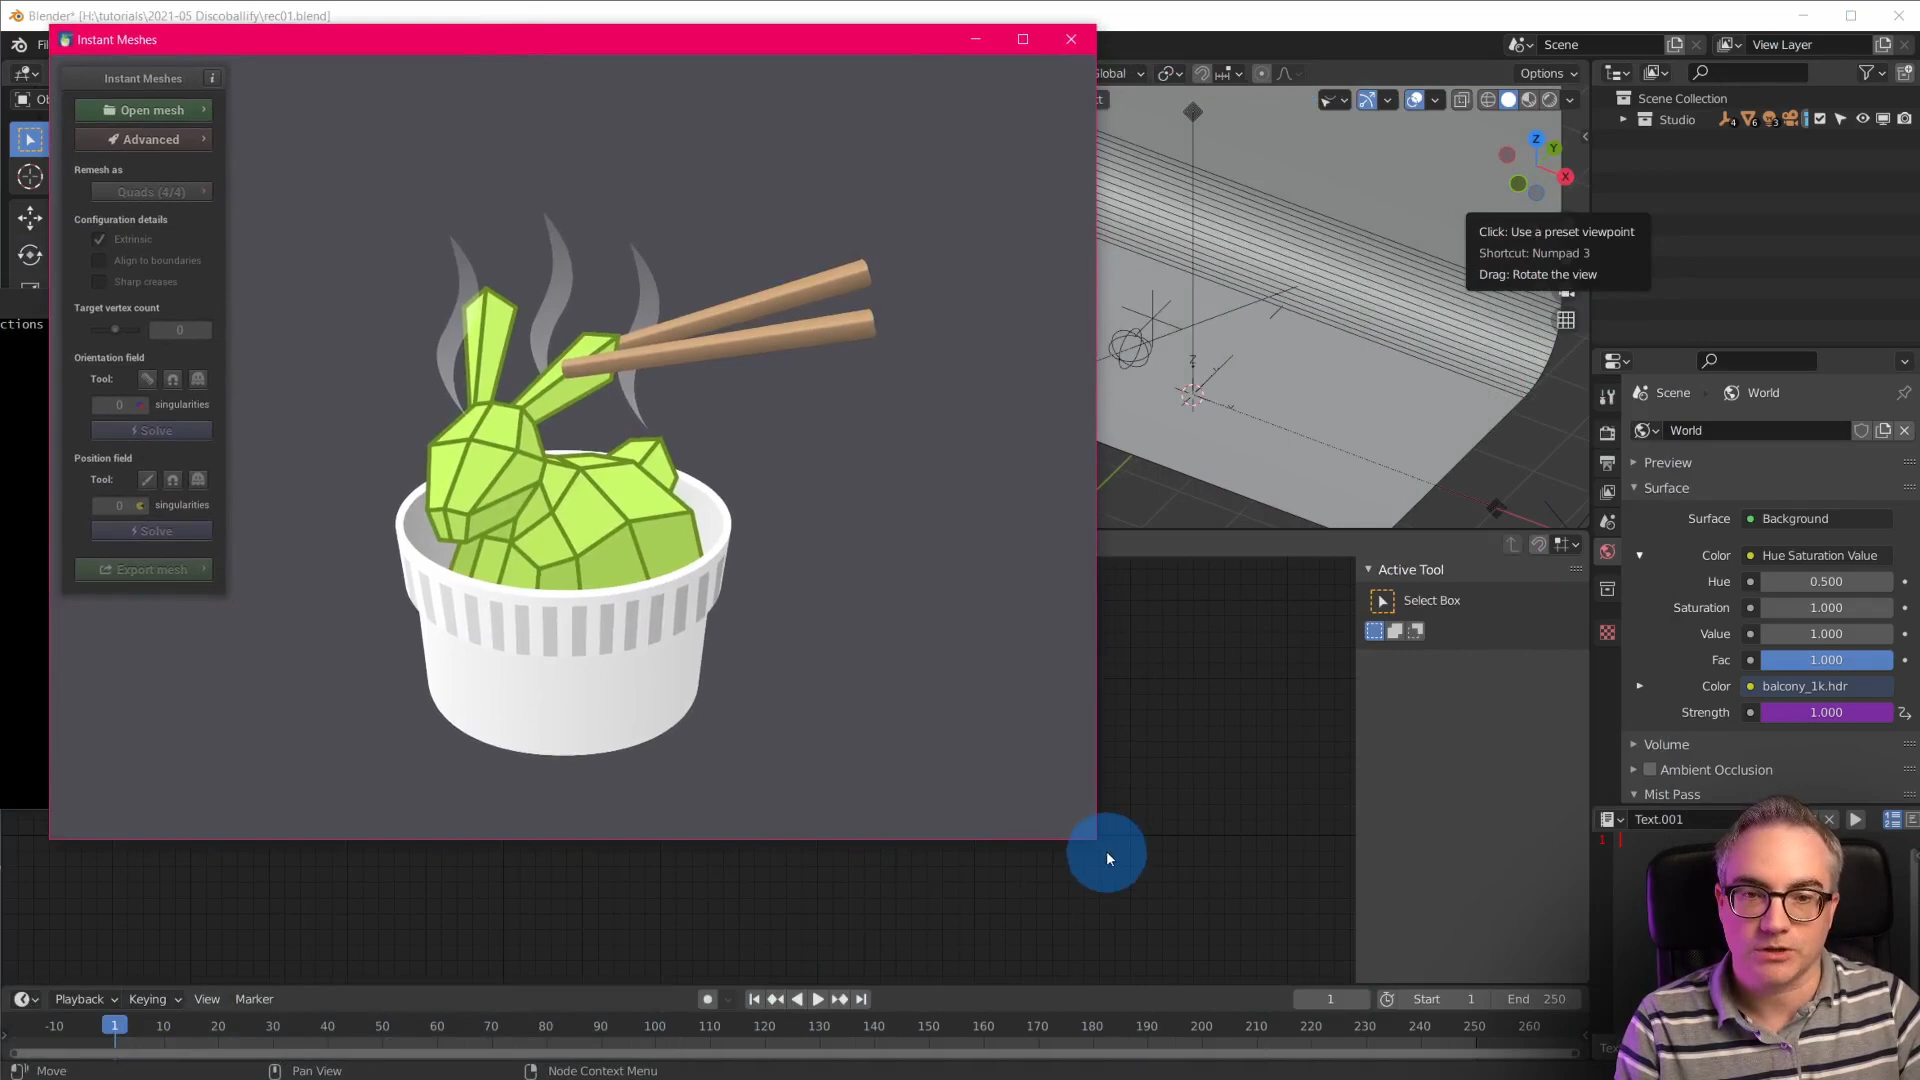 Blender* [H:\tutorials\2021-05 Discoballify\rec01.blend]
Instant Meshes
Scene
View Layer
Global
Options
Instant Meshes
i
Open mesh
Advanced
Remesh as
Quads (4/4)
Configuration details
Extrinsic
Align to boundaries
Sharp creases
Target vertex count
0
Orientation field
Tool:
0 singularities
Solve
Position field
Tool:
0 singularities
Solve
Export mesh
ctions
Scene Collection
Studio
4
6
3
Z
Y
X
Click: Use a preset viewpoint
Shortcut: Numpad 3
Drag: Rotate the view
Z
Scene
World
World
Preview
Surface
Surface
Background
Color
Hue Saturation Value
Hue
0.500
Saturation
1.000
Value
1.000
Fac
1.000
Color
balcony_1k.hdr
Strength
1.000
Volume
Ambient Occlusion
Mist Pass
Active Tool
Select Box
Text.001
1
Playback
Keying
View
Marker
1
Start 1
End 250
-10 1 10 20 30 40 50 60 70 80 90 100 110 120 130 140 150 160 170 180 190 200 210 220 230 240 250 260
Move
Pan View
Node Context Menu